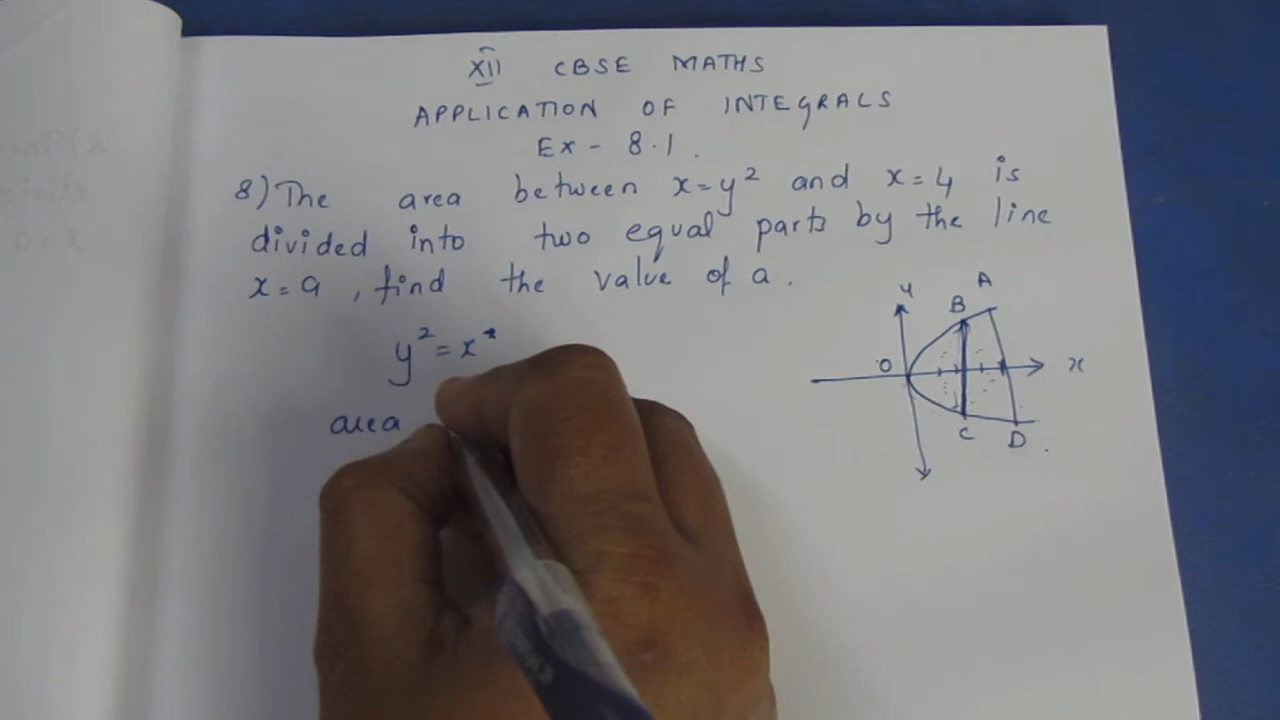 XII CBSE MATHS
APPLICATION OF INTEGRALS
Ex - 8.1.
8) The area between x=y² and x=4 is
divided into two equal parts by the line
x=a, find the value of a.
y²=x
area
y
A
B
O
x
C
D